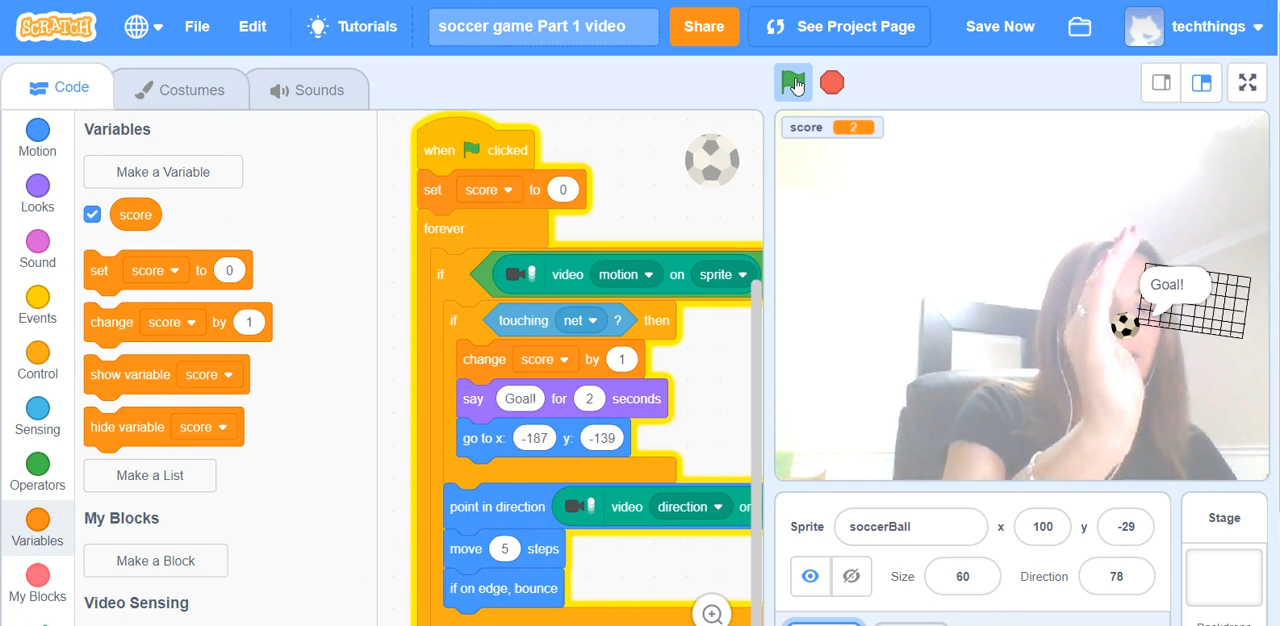 SCRATCH File Edit Tutorials soccer game Part 1 video Share See Project Page Save Now techthings
Code Costumes Sounds
Motion
Looks
Sound
Events
Control
Sensing
Operators
Variables
My Blocks
Variables
Make a Variable
score
set score to 0
change score by 1
show variable score
hide variable score
Make a List
My Blocks
Make a Block
Video Sensing
when clicked
set score to 0
forever
if video motion on sprite
if touching net ? then
change score by 1
say Goal! for 2 seconds
go to x: -187 y: -139
point in direction video direction
move 5 steps
if on edge, bounce
score 2
Goal!
Sprite soccerBall x 100 y -29
Size 60 Direction 78
Stage